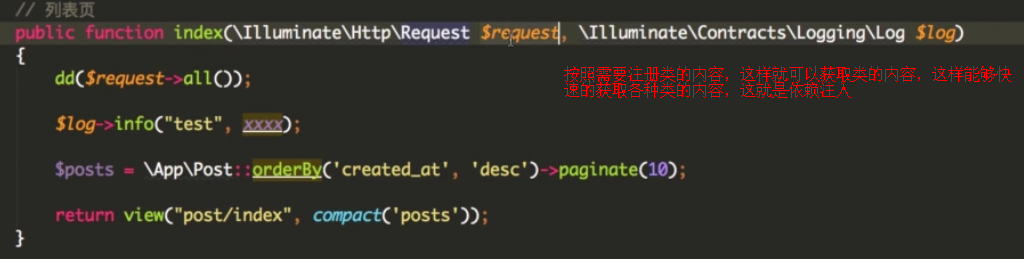 // 列表页
public function index(\Illuminate\Http\Request $request, \Illuminate\Contracts\Logging\Log $log)
{
dd($request->all());
按照需要注册类的内容，这样就可以获取类的内容，这样能够快
速的获取各种类的内容，这就是依赖注入
$log->info("test", xxxx);
$posts = \App\Post::orderBy('created_at', 'desc')->paginate(10);
return view("post/index", compact('posts'));
}